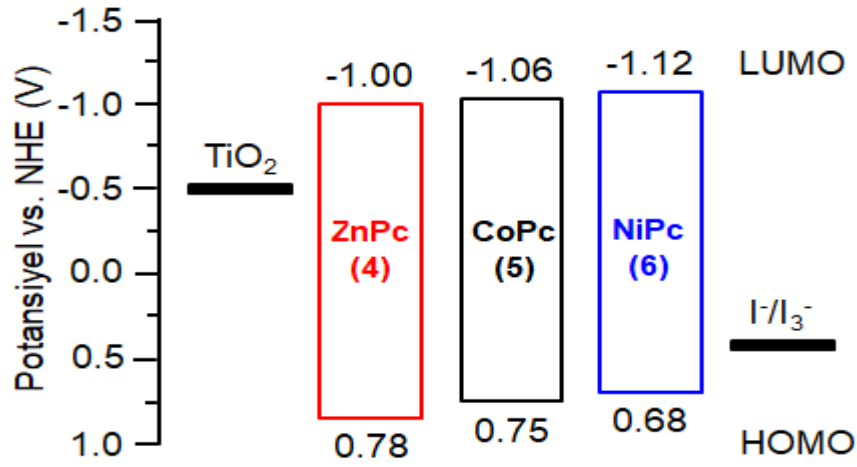 Potansiyel vs. NHE (V)
-1.5
-1.0
-0.5
0.0
0.5
1.0
TiO₂
-1.00
ZnPc
(4)
0.78
-1.06
CoPc
(5)
0.75
-1.12
NiPc
(6)
0.68
LUMO
I⁻/I₃⁻
HOMO